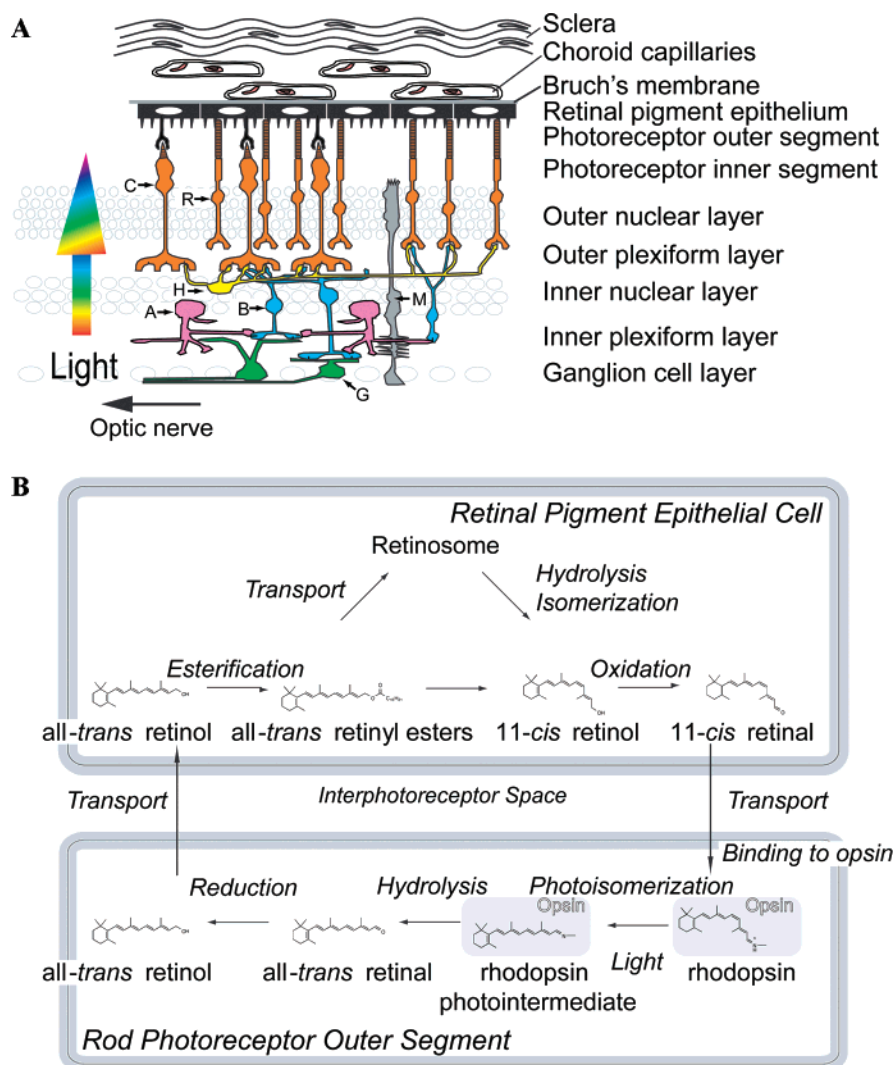 A
Sclera
Choroid capillaries
Bruch's membrane
Retinal pigment epithelium
Photoreceptor outer segment
Photoreceptor inner segment
C
R
Outer nuclear layer
Outer plexiform layer
H
M
Inner nuclear layer
A
B
Inner plexiform layer
Light
Ganglion cell layer
G
Optic nerve
B
Retinal Pigment Epithelial Cell
Retinosome
Transport
Hydrolysis
Isomerization
Esterification
Oxidation
OH
O
O
OH
O
all-trans retinol
all-trans retinyl esters
11-cis retinol
11-cis retinal
Transport
Interphotoreceptor Space
Transport
Binding to opsin
Reduction
Hydrolysis
Photoisomerization
Opsin
Opsin
OH
O
Light
all-trans retinol
all-trans retinal
rhodopsin
photointermediate
rhodopsin
Rod Photoreceptor Outer Segment